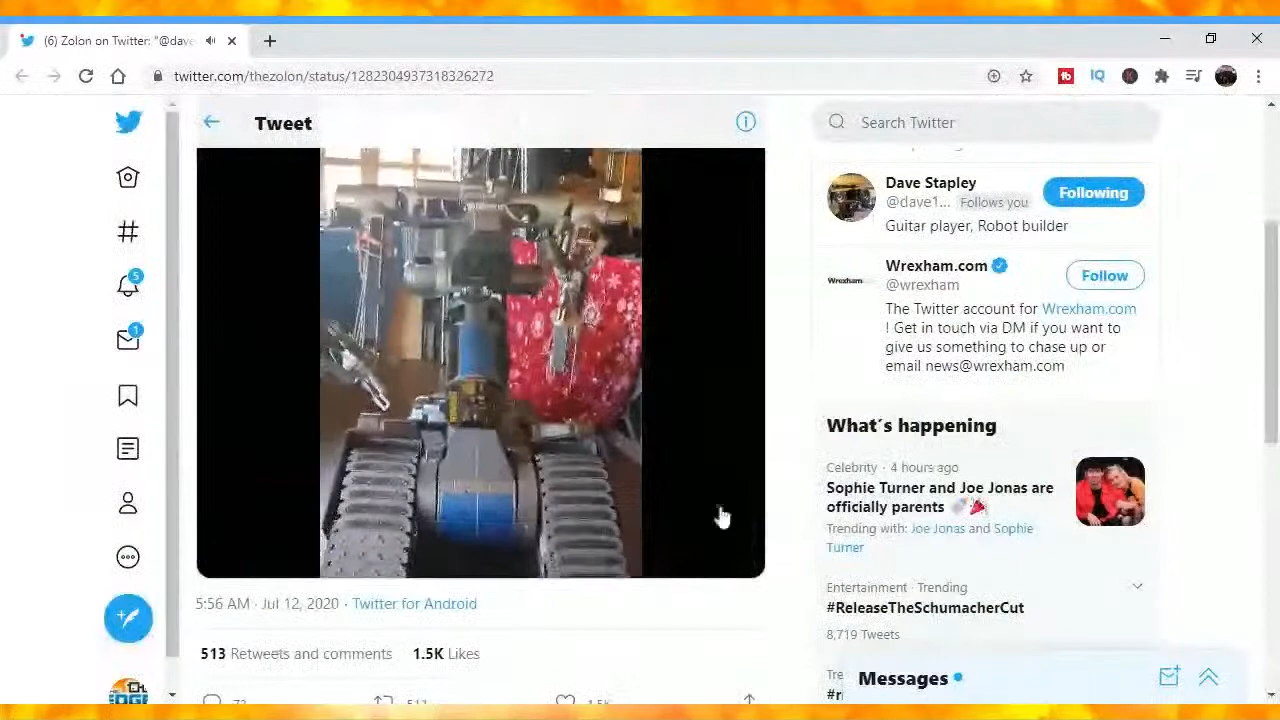 (6) Zolon on Twitter: "@dave
twitter.com/thezolon/status/1282304937318326272
IQ
K
Tweet
Search Twitter
5
1
Dave Stapley
@dave1... Follows you
Following
Guitar player, Robot builder
Wrexham.com
@wrexham
Follow
Wrexham
The Twitter account for Wrexham.com
! Get in touch via DM if you want to
give us something to chase up or
email news@wrexham.com
What's happening
Celebrity · 4 hours ago
Sophie Turner and Joe Jonas are
officially parents
Trending with: Joe Jonas and Sophie
Turner
Entertainment · Trending
#ReleaseTheSchumacherCut
8,719 Tweets
5:56 AM · Jul 12, 2020 · Twitter for Android
513 Retweets and comments 1.5K Likes
Messages